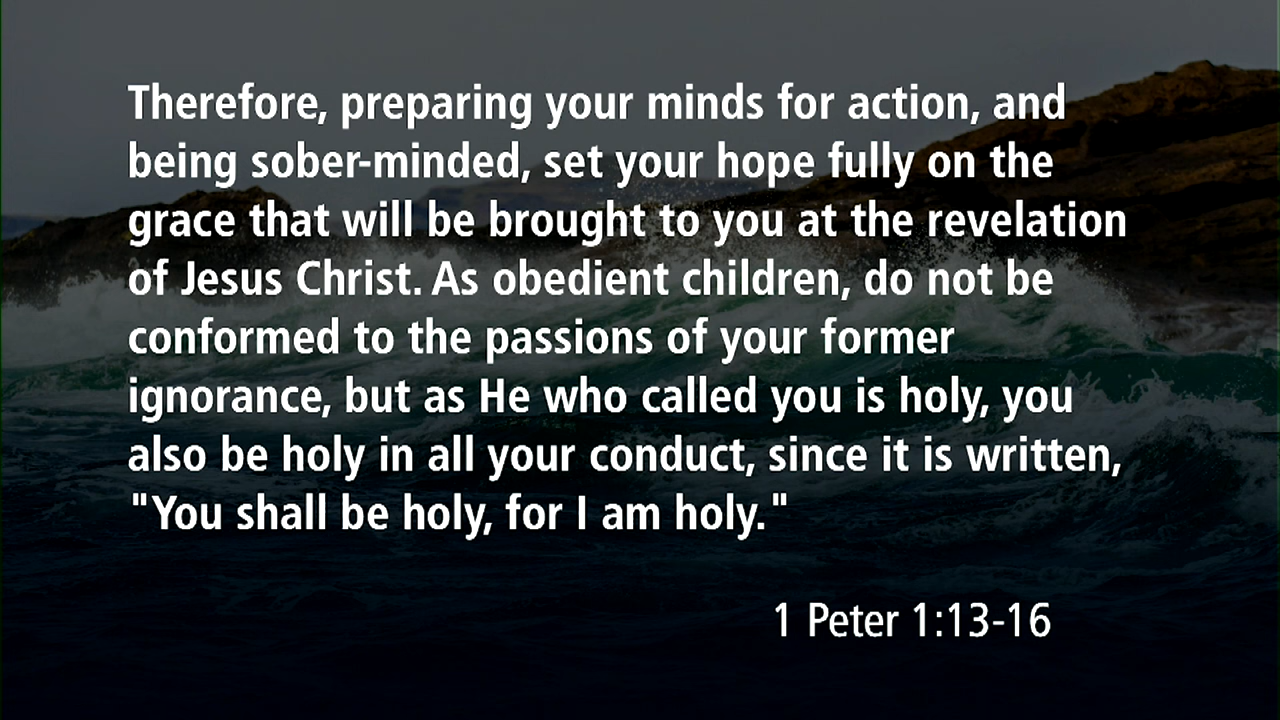 Therefore, preparing your minds for action, and
being sober-minded, set your hope fully on the
grace that will be brought to you at the revelation
of Jesus Christ. As obedient children, do not be
conformed to the passions of your former
ignorance, but as He who called you is holy, you
also be holy in all your conduct, since it is written,
"You shall be holy, for I am holy."
1 Peter 1:13-16